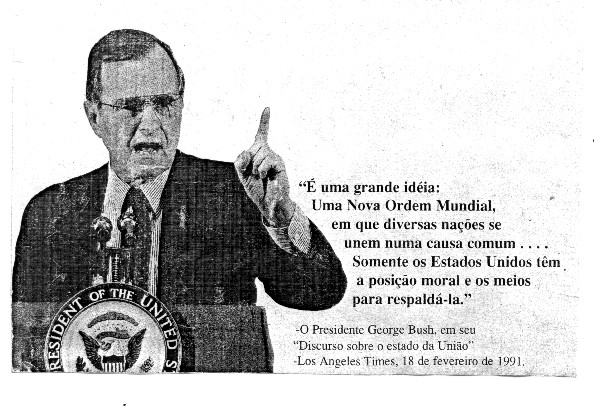 “É uma grande idéia:
Uma Nova Ordem Mundial,
em que diversas nações se
unem numa causa comum . . . .
Somente os Estados Unidos têm
a posição moral e os meios
para respaldá-la.”
-O Presidente George Bush, em seu
“Discurso sobre o estado da União”
-Los Angeles Times, 18 de fevereiro de 1991.
RESIDENT OF THE UNITED S